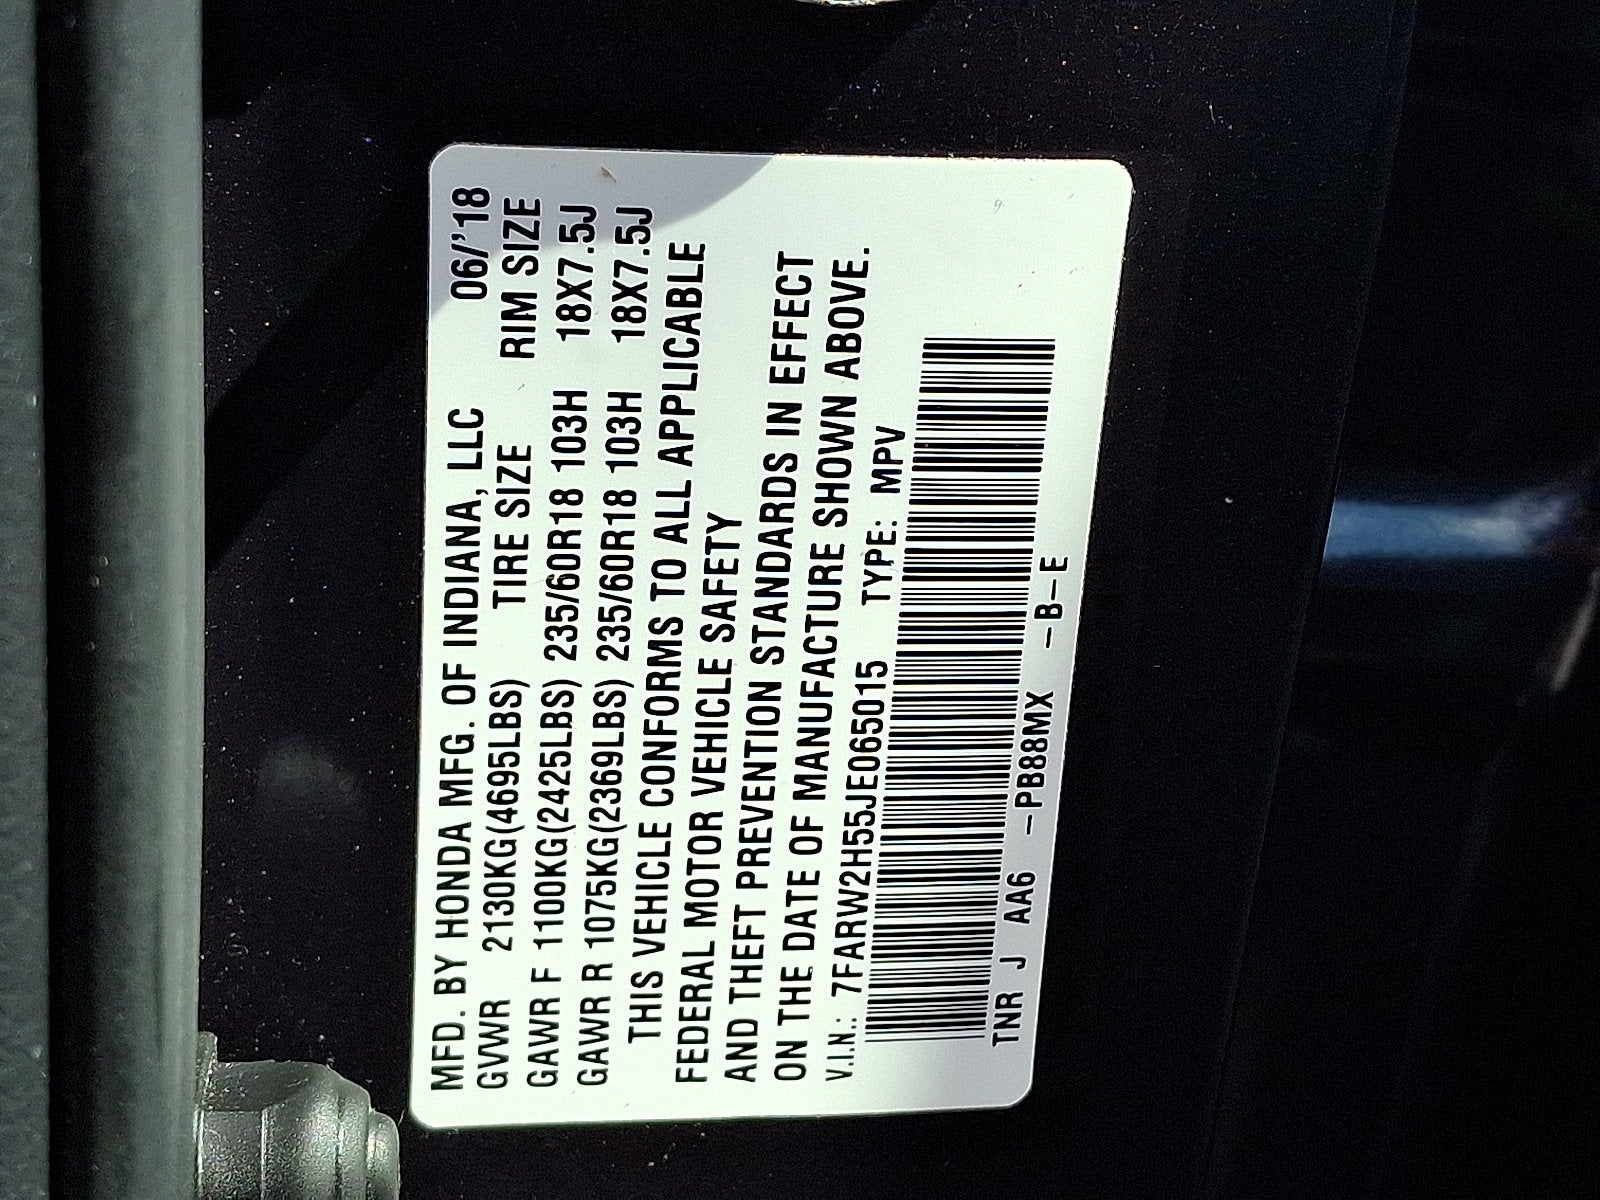 MFD. BY HONDA MFG. OF INDIANA, LLC 06/'18
GVWR 2130KG(4695LBS) TIRE SIZE RIM SIZE
GAWR F 1100KG(2425LBS) 235/60R18 103H 18X7.5J
GAWR R 1075KG(2369LBS) 235/60R18 103H 18X7.5J
THIS VEHICLE CONFORMS TO ALL APPLICABLE
FEDERAL MOTOR VEHICLE SAFETY
AND THEFT PREVENTION STANDARDS IN EFFECT
ON THE DATE OF MANUFACTURE SHOWN ABOVE.
V.I.N.: 7FARW2H55JE065015 TYPE: MPV
TNR J AA6 -PB88MX -B-E